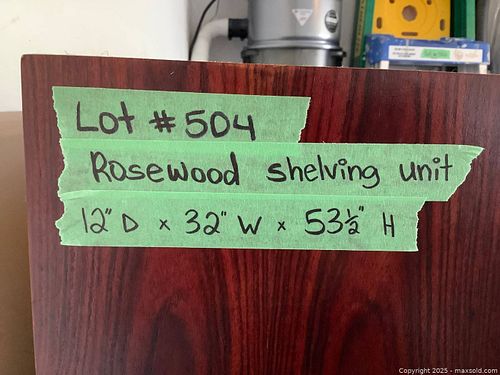 Lot #504
Rosewood shelving unit
12" D x 32" W x 53½" H
Copyright 2025 - maxsold.com